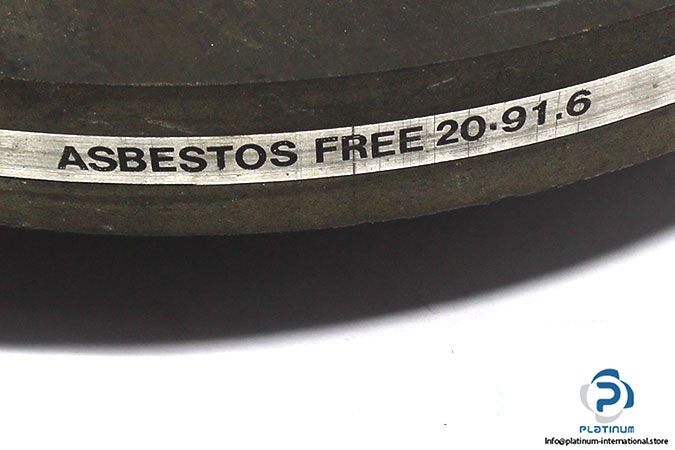 ASBESTOS FREE 20·91.6
PLATINUM
Info@platinum-international.store